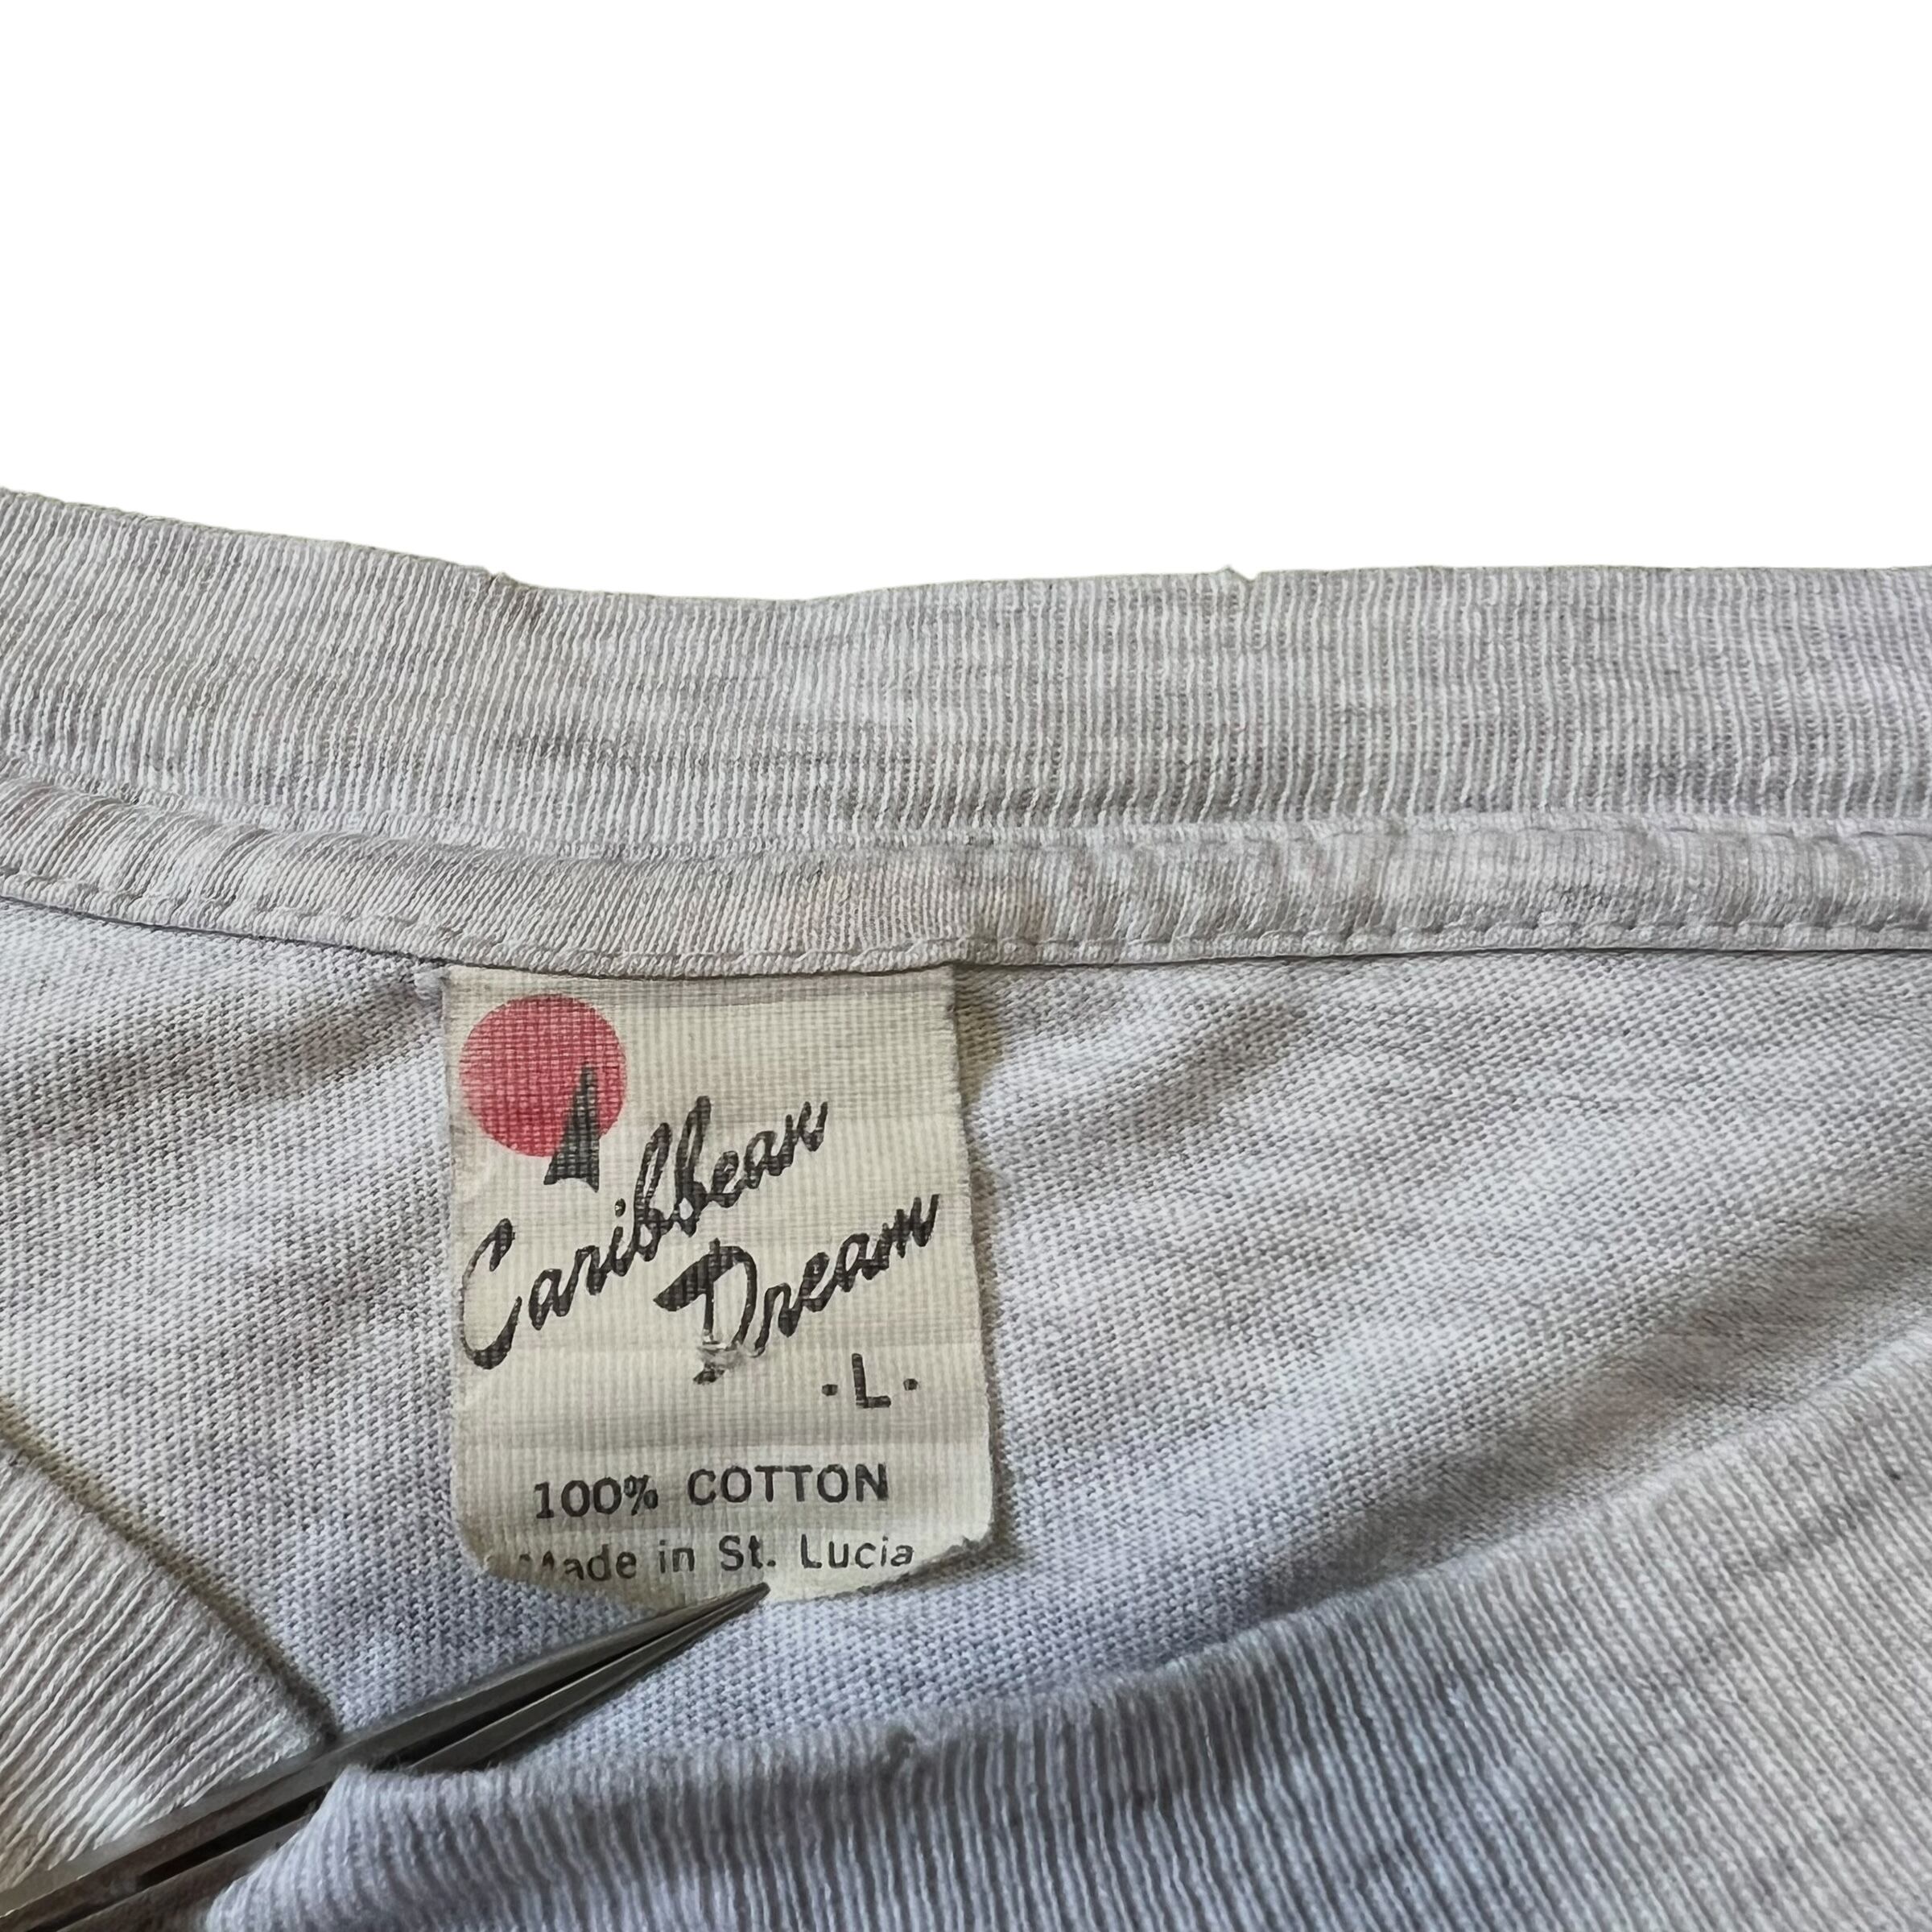 Caribbean
Dream
·L·
100% COTTON
Made in St. Lucia